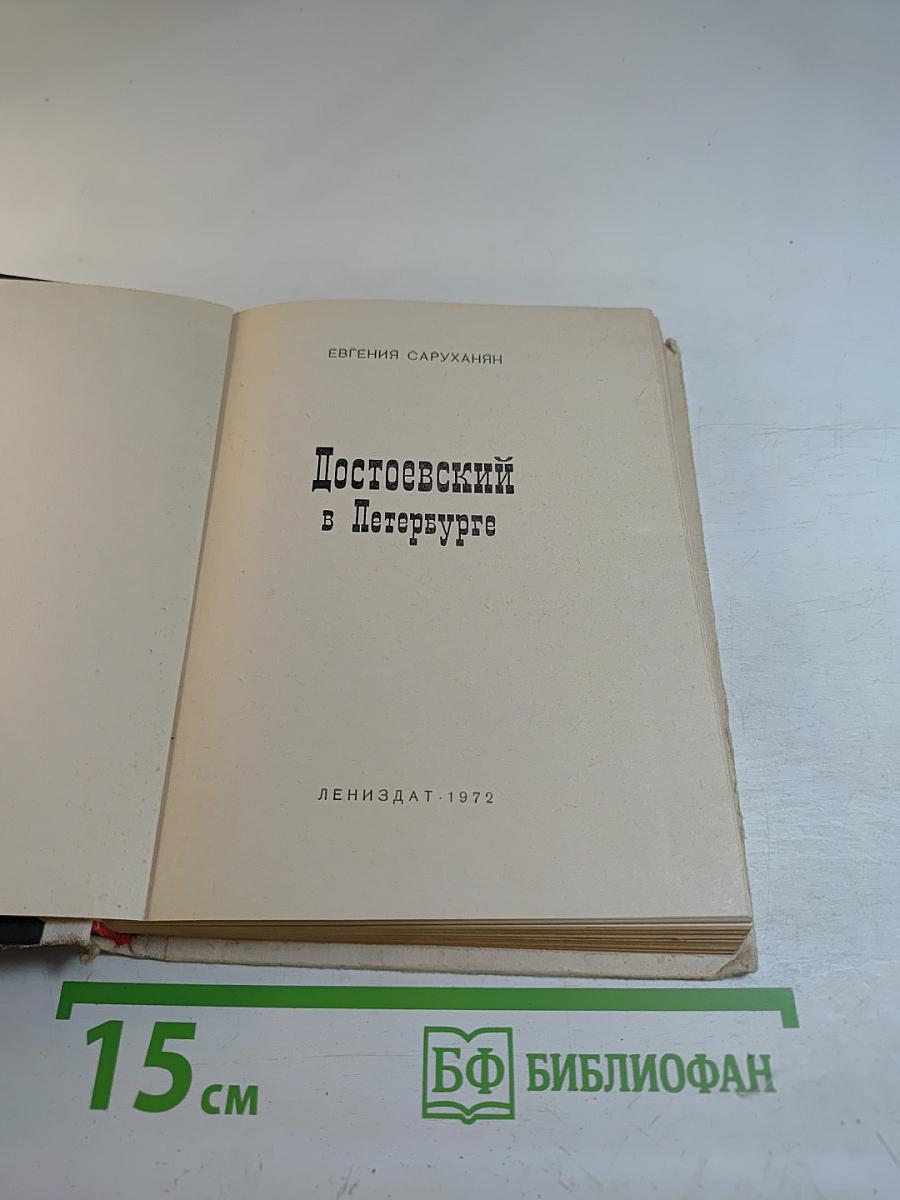 ЕВГЕНИЯ САРУХАНЯН
Достоевский
в Петербурге
ЛЕНИЗДАТ · 1972
15 см
БФ БИБЛИОФАН